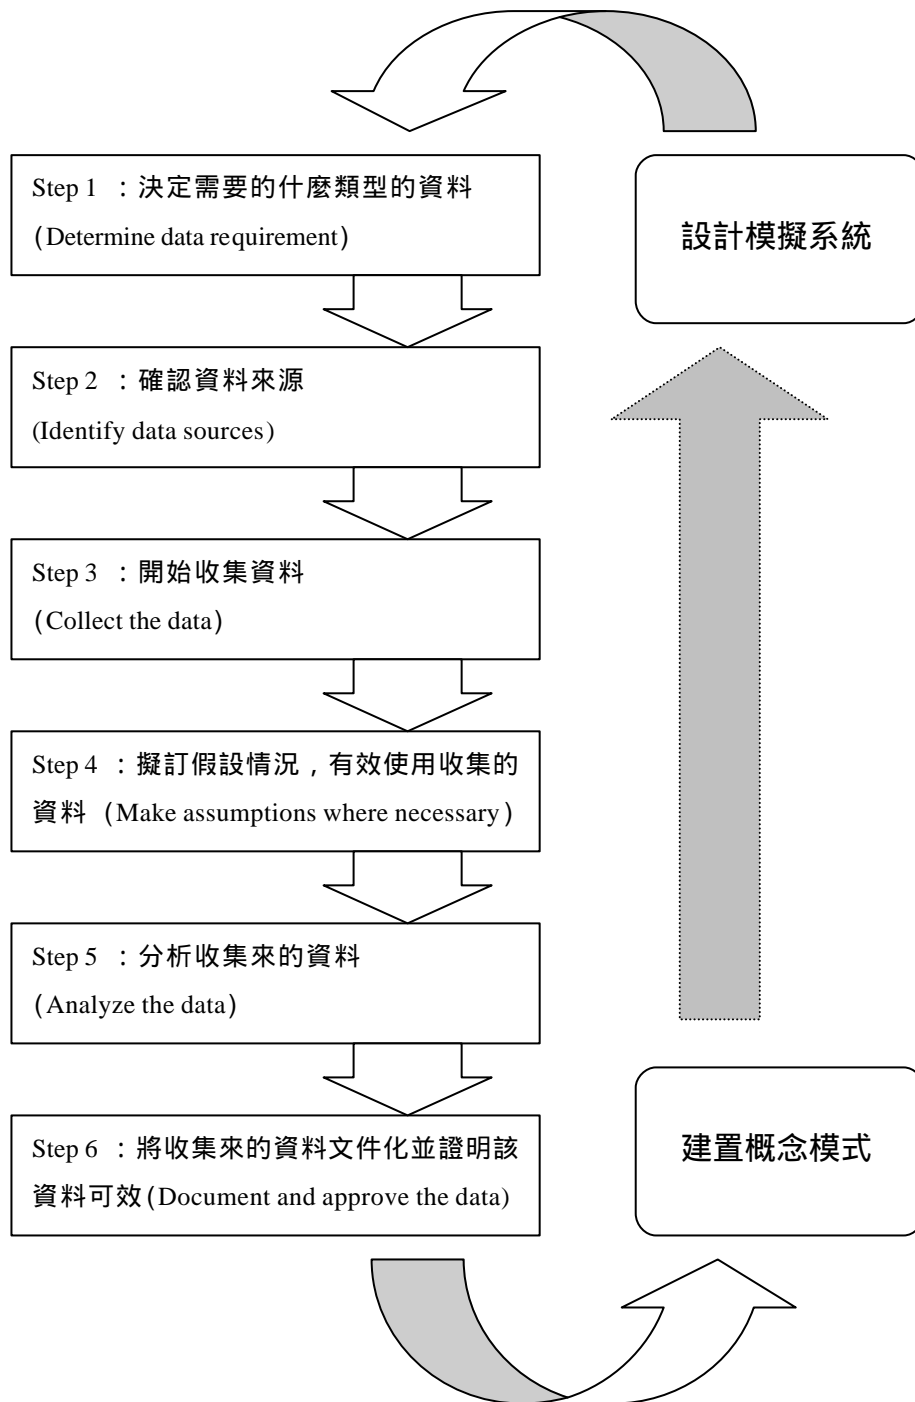 Step 1 ：決定需要的什麼類型的資料
(Determine data requirement)
Step 2 ：確認資料來源
(Identify data sources)
Step 3 ：開始收集資料
(Collect the data)
Step 4 ：擬訂假設情況，有效使用收集的
資料 (Make assumptions where necessary)
Step 5 ：分析收集來的資料
(Analyze the data)
Step 6 ：將收集來的資料文件化並證明該
資料可效(Document and approve the data)
設計模擬系統
建置概念模式